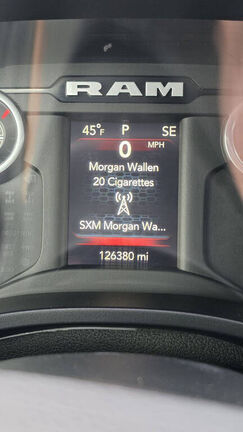 RAM
45°F P SE
0 MPH
Morgan Wallen
20 Cigarettes
SXM Morgan Wa...
126380 mi